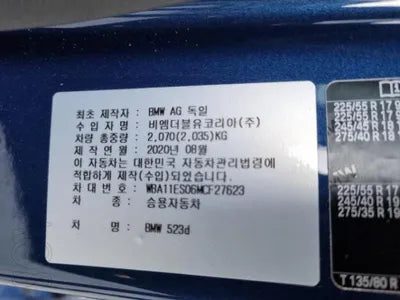 최초 제작자 : BMW AG 독일
수 입 자 명 : 비엠더블유코리아(주)
차량 총중량 : 2,070(2,035)KG
제 작 연 월 : 2020년 08월
이 자동차는 대한민국 자동차관리법령에
적합하게 제작(수입)되었습니다.
차 대 번 호 : WBA11ES06MCF27623
차 종 : 승용자동차
차 명 : BMW 523d
225/55 R 17 9
225/55 R 17
245/45 R 18
275/40 R 18
225/55 R 17
245/40 R 19
275/35 R 19
T 135/80 R